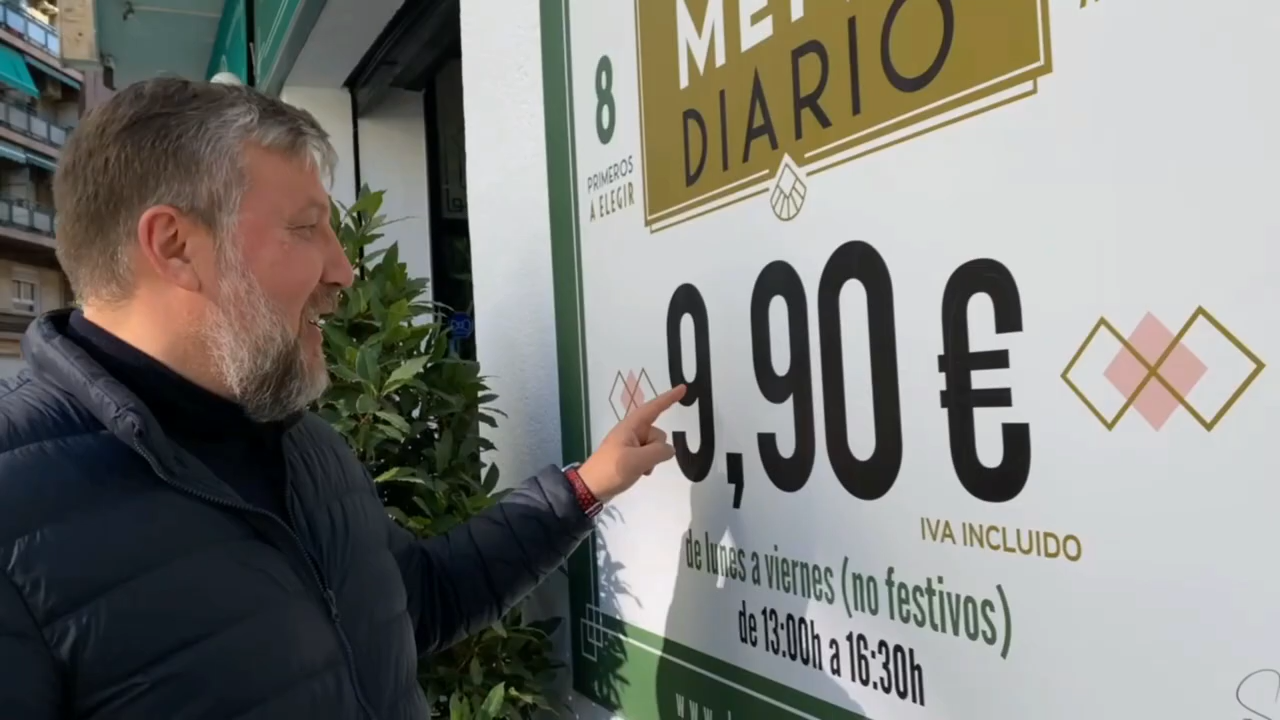 DIARIO
8
PRIMEROS
A ELEGIR
9,90 €
IVA INCLUIDO
de lunes a viernes (no festivos)
de 13:00h a 16:30h